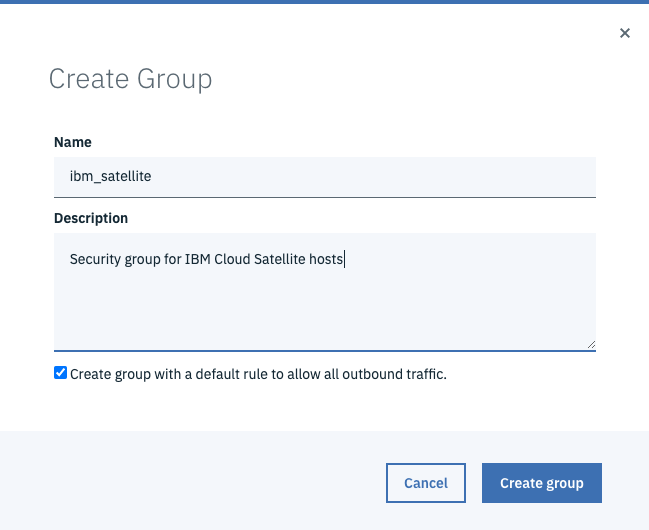 Create Group
Name
ibm_satellite
Description
Security group for IBM Cloud Satellite hosts
Create group with a default rule to allow all outbound traffic.
Cancel
Create group